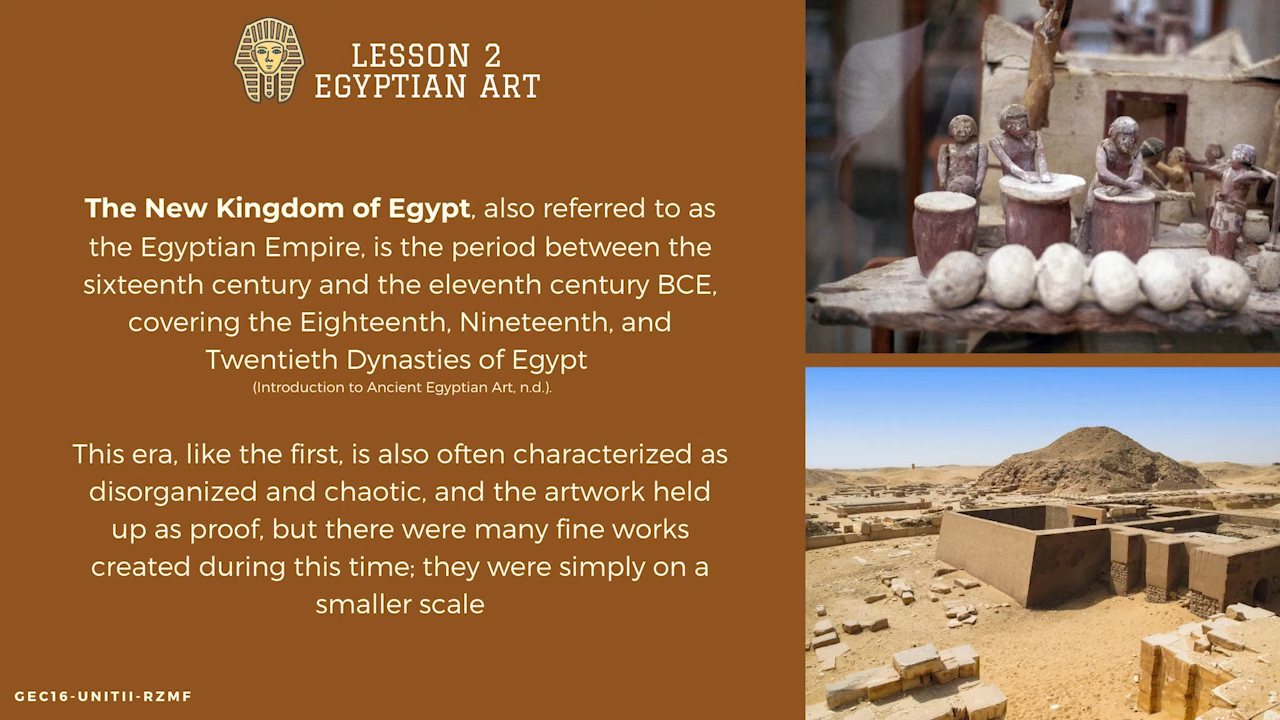 LESSON 2
EGYPTIAN ART
The New Kingdom of Egypt, also referred to as
the Egyptian Empire, is the period between the
sixteenth century and the eleventh century BCE,
covering the Eighteenth, Nineteenth, and
Twentieth Dynasties of Egypt
(Introduction to Ancient Egyptian Art, n.d.).
This era, like the first, is also often characterized as
disorganized and chaotic, and the artwork held
up as proof, but there were many fine works
created during this time; they were simply on a
smaller scale
GEC16-UNITII-RZMF